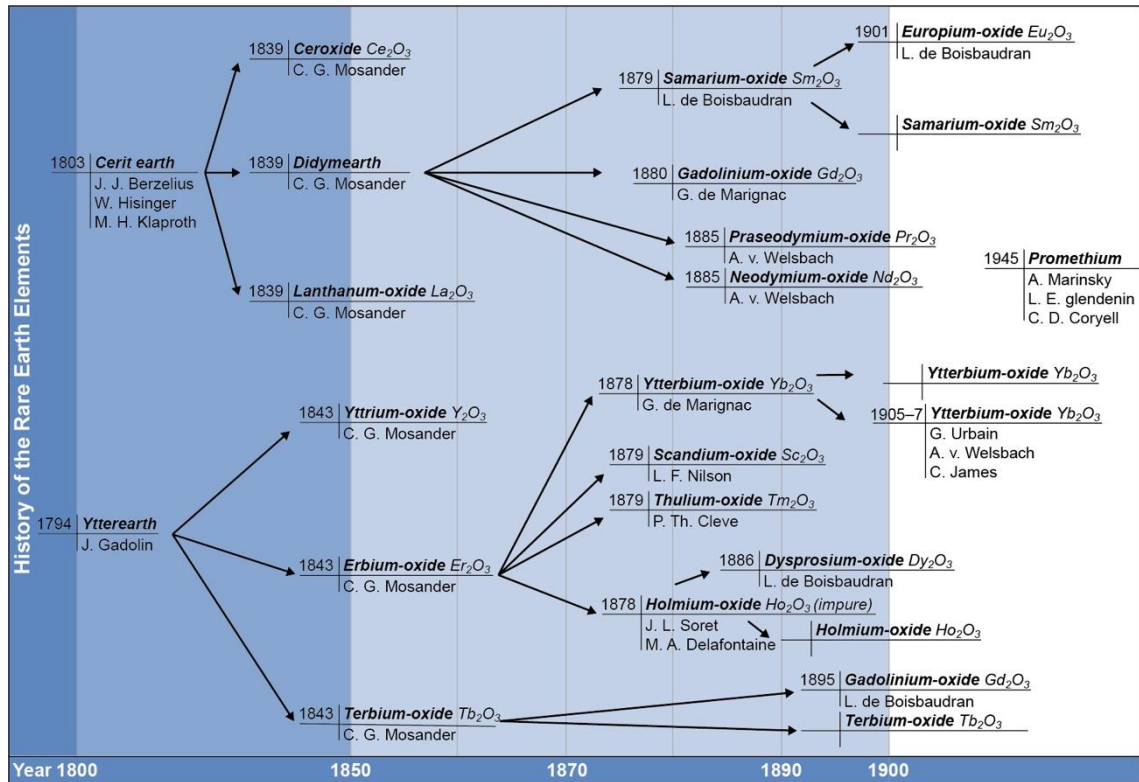 History of the Rare Earth Elements
1839 Ceroxide Ce₂O₃
C. G. Mosander
1803 Cerit earth
J. J. Berzelius
W. Hisinger
M. H. Klaproth
1839 Didymearth
C. G. Mosander
1839 Lanthanum-oxide La₂O₃
C. G. Mosander
1879 Samarium-oxide Sm₂O₃
L. de Boisbaudran
1901 Europium-oxide Eu₂O₃
L. de Boisbaudran
Samarium-oxide Sm₂O₃
1880 Gadolinium-oxide Gd₂O₃
G. de Marignac
1885 Praseodymium-oxide Pr₂O₃
A. v. Welsbach
1885 Neodymium-oxide Nd₂O₃
A. v. Welsbach
1945 Promethium
A. Marinsky
L. E. glendenin
C. D. Coryell
1794 Ytterearth
J. Gadolin
1843 Yttrium-oxide Y₂O₃
C. G. Mosander
1843 Erbium-oxide Er₂O₃
C. G. Mosander
1843 Terbium-oxide Tb₂O₃
C. G. Mosander
1878 Ytterbium-oxide Yb₂O₃
G. de Marignac
Ytterbium-oxide Yb₂O₃
1905–7 Ytterbium-oxide Yb₂O₃
G. Urbain
A. v. Welsbach
C. James
1879 Scandium-oxide Sc₂O₃
L. F. Nilson
1879 Thulium-oxide Tm₂O₃
P. Th. Cleve
1886 Dysprosium-oxide Dy₂O₃
L. de Boisbaudran
1878 Holmium-oxide Ho₂O₃ (impure)
J. L. Soret
M. A. Delafontaine
Holmium-oxide Ho₂O₃
1895 Gadolinium-oxide Gd₂O₃
L. de Boisbaudran
Terbium-oxide Tb₂O₃
Year 1800 1850 1870 1890 1900